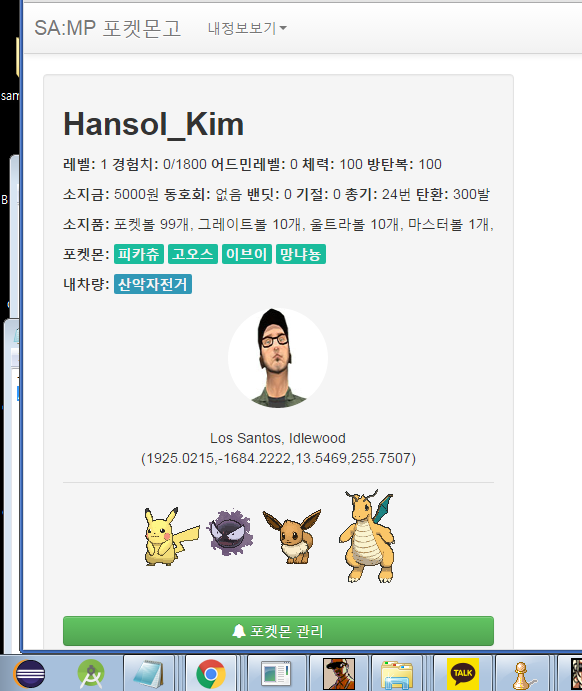 SA:MP 포켓몬고 내정보보기
sam
B
Hansol_Kim
레벨: 1 경험치: 0/1800 어드민레벨: 0 체력: 100 방탄복: 100
소지금: 5000원 동호회: 없음 밴딧: 0 기절: 0 총기: 24번 탄환: 300발
소지품: 포켓볼 99개, 그레이트볼 10개, 울트라볼 10개, 마스터볼 1개,
포켓몬: 피카츄 고오스 이브이 망냐뇽
내차량: 산악자전거
Los Santos, Idlewood
(1925.0215,-1684.2222,13.5469,255.7507)
포켓몬 관리
TALK